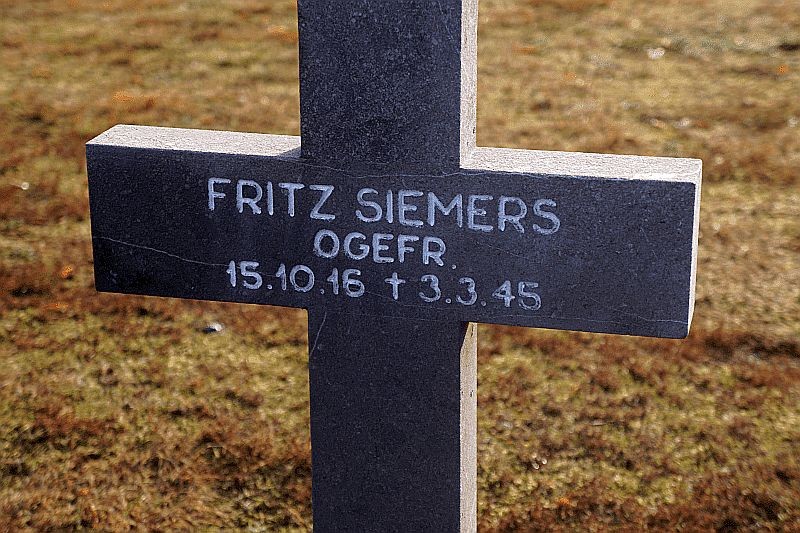 FRITZ SIEMERS
OGEFR.
15.10.16 † 3.3.45